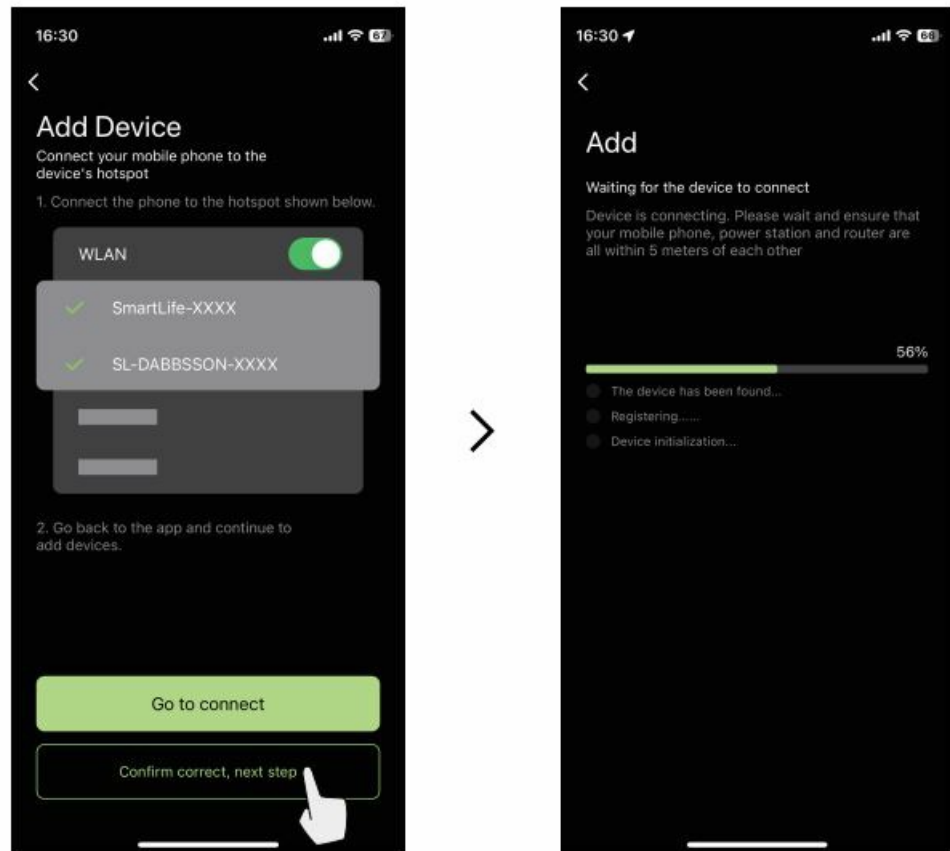 16:30
67
Add Device
Connect your mobile phone to the
device's hotspot
1. Connect the phone to the hotspot shown below.
WLAN
SmartLife-XXXX
SL-DABBSSON-XXXX
2. Go back to the app and continue to
add devices.
Go to connect
Confirm correct, next step
16:30
66
Add
Waiting for the device to connect
Device is connecting. Please wait and ensure that
your mobile phone, power station and router are
all within 5 meters of each other
56%
The device has been found...
Registering......
Device initialization...